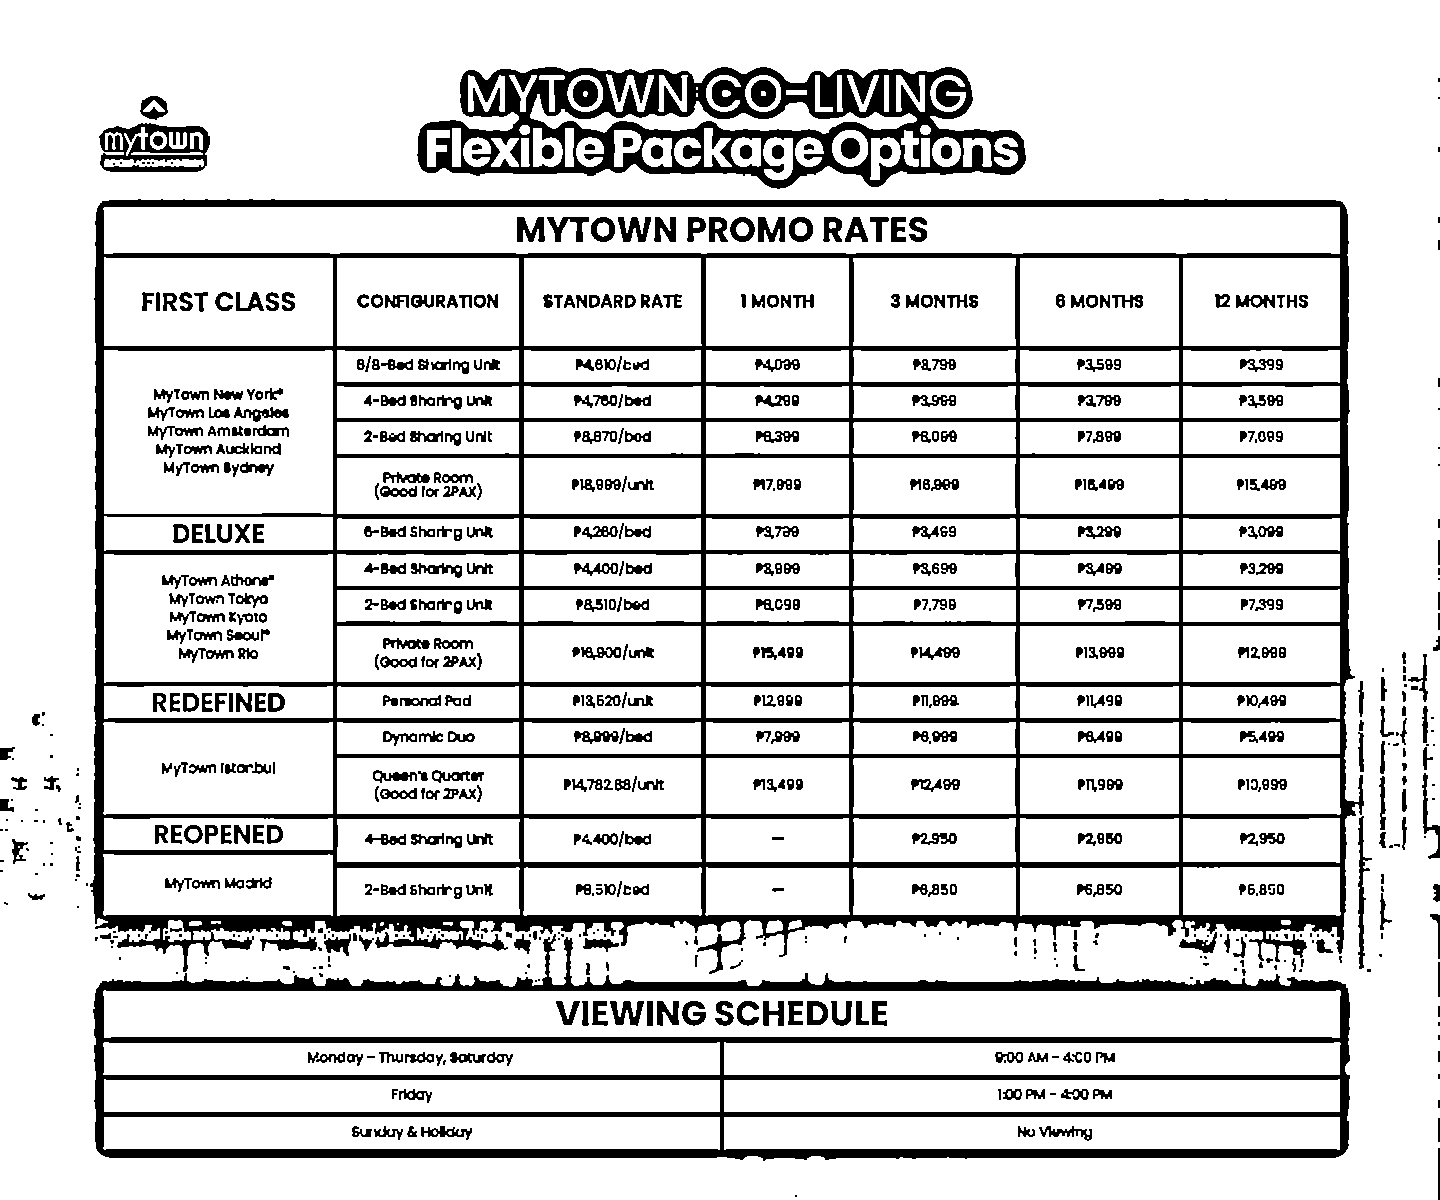 MYTOWN CO-LIVING
mytown
Flexible Package Options
MYTOWN PROMO RATES
FIRST CLASS CONFIGURATION STANDARD RATE 1 MONTH 3 MONTHS 6 MONTHS 12 MONTHS
MyTown New York*
MyTown Los Angeles
MyTown Amsterdam
MyTown Auckland
MyTown Sydney
6/8-Bed Sharing Unit ₱4,610/bed ₱4,099 ₱3,799 ₱3,599 ₱3,399
4-Bed Sharing Unit ₱4,760/bed ₱4,299 ₱3,999 ₱3,799 ₱3,599
2-Bed Sharing Unit ₱8,870/bed ₱8,399 ₱8,099 ₱7,899 ₱7,699
Private Room
(Good for 2PAX) ₱18,999/unit ₱17,999 ₱16,999 ₱16,499 ₱15,499
DELUXE 6-Bed Sharing Unit ₱4,260/bed ₱3,799 ₱3,499 ₱3,299 ₱3,099
MyTown Athens*
MyTown Tokyo
MyTown Kyoto
MyTown Seoul*
MyTown Rio
4-Bed Sharing Unit ₱4,400/bed ₱3,999 ₱3,699 ₱3,499 ₱3,299
2-Bed Sharing Unit ₱8,510/bed ₱8,099 ₱7,799 ₱7,599 ₱7,399
Private Room
(Good for 2PAX) ₱16,900/unit ₱15,499 ₱14,499 ₱13,999 ₱12,999
REDEFINED Personal Pad ₱13,520/unit ₱12,999 ₱11,999 ₱11,499 ₱10,499
MyTown Istanbul
Dynamic Duo ₱8,999/bed ₱7,999 ₱6,999 ₱6,499 ₱5,499
Queen's Quarter
(Good for 2PAX) ₱14,782.88/unit ₱13,499 ₱12,499 ₱11,999 ₱10,999
REOPENED 4-Bed Sharing Unit ₱4,400/bed – ₱2,950 ₱2,950 ₱2,950
MyTown Madrid 2-Bed Sharing Unit ₱8,510/bed – ₱6,850 ₱6,850 ₱6,850
VIEWING SCHEDULE
Monday – Thursday, Saturday 9:00 AM – 4:00 PM
Friday 1:00 PM – 4:00 PM
Sunday & Holiday No Viewing